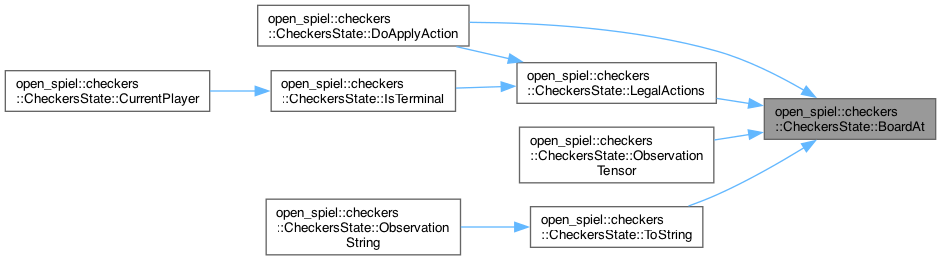 open_spiel::checkers
::CheckersState::DoApplyAction
open_spiel::checkers
::CheckersState::CurrentPlayer
open_spiel::checkers
::CheckersState::IsTerminal
open_spiel::checkers
::CheckersState::LegalActions
open_spiel::checkers
::CheckersState::BoardAt
open_spiel::checkers
::CheckersState::Observation
Tensor
open_spiel::checkers
::CheckersState::Observation
String
open_spiel::checkers
::CheckersState::ToString